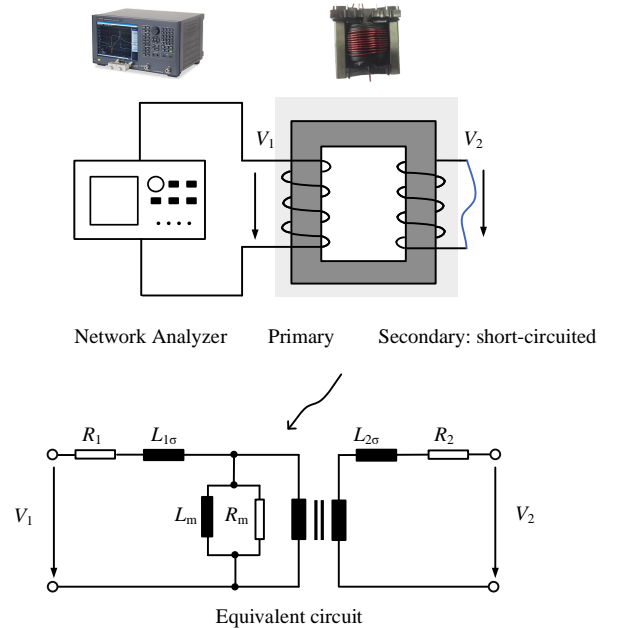 V1 V2
Network Analyzer Primary Secondary: short-circuited
R1 L1σ L2σ R2
V1 Lm Rm V2
Equivalent circuit